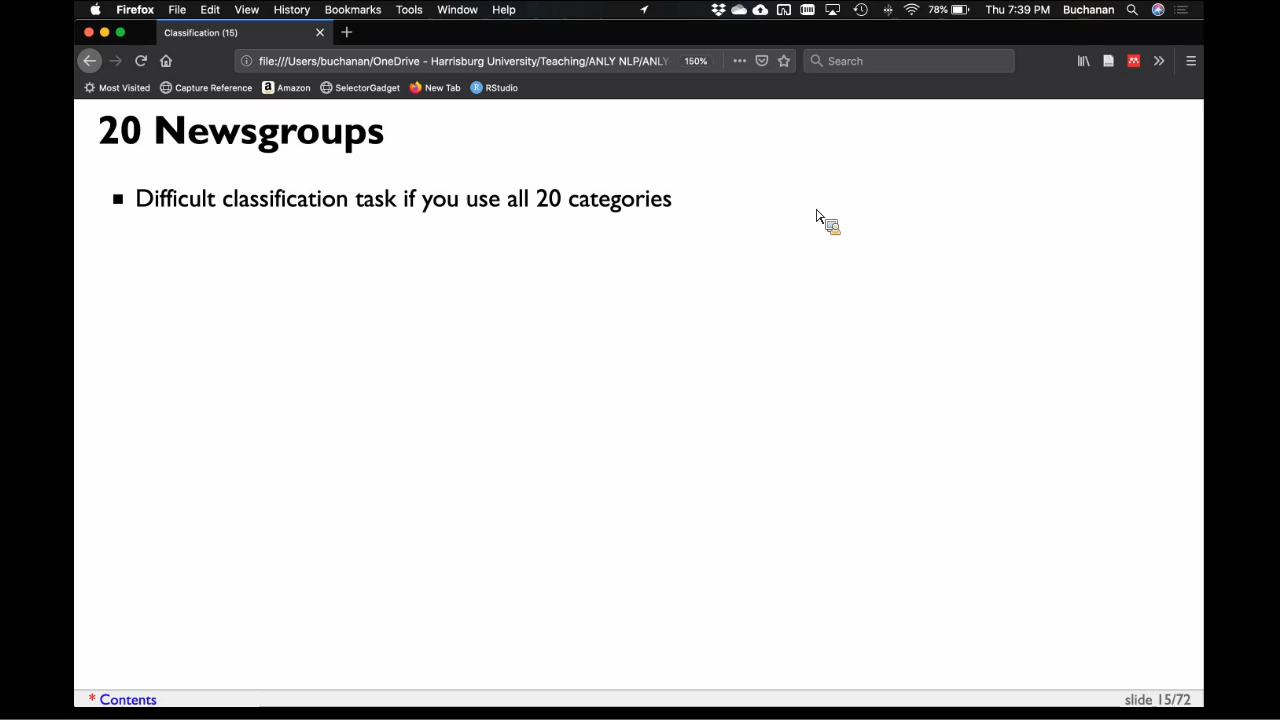 Firefox File Edit View History Bookmarks Tools Window Help 78% Thu 7:39 PM Buchanan
Classification (15)
file:///Users/buchanan/OneDrive - Harrisburg University/Teaching/ANLY NLP/ANLY 150% Search
Most Visited Capture Reference Amazon SelectorGadget New Tab RStudio
20 Newsgroups
■ Difficult classification task if you use all 20 categories
* Contents slide 15/72